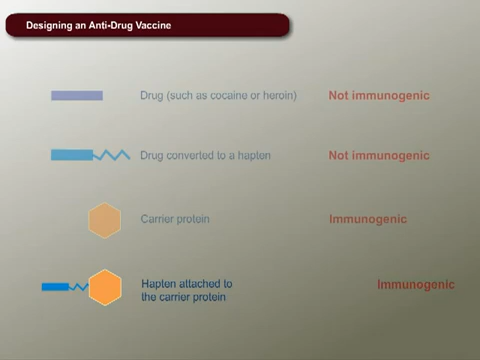 Designing an Anti-Drug Vaccine
Drug (such as cocaine or heroin) Not immunogenic
Drug converted to a hapten Not immunogenic
Carrier protein Immunogenic
Hapten attached to Immunogenic
the carrier protein